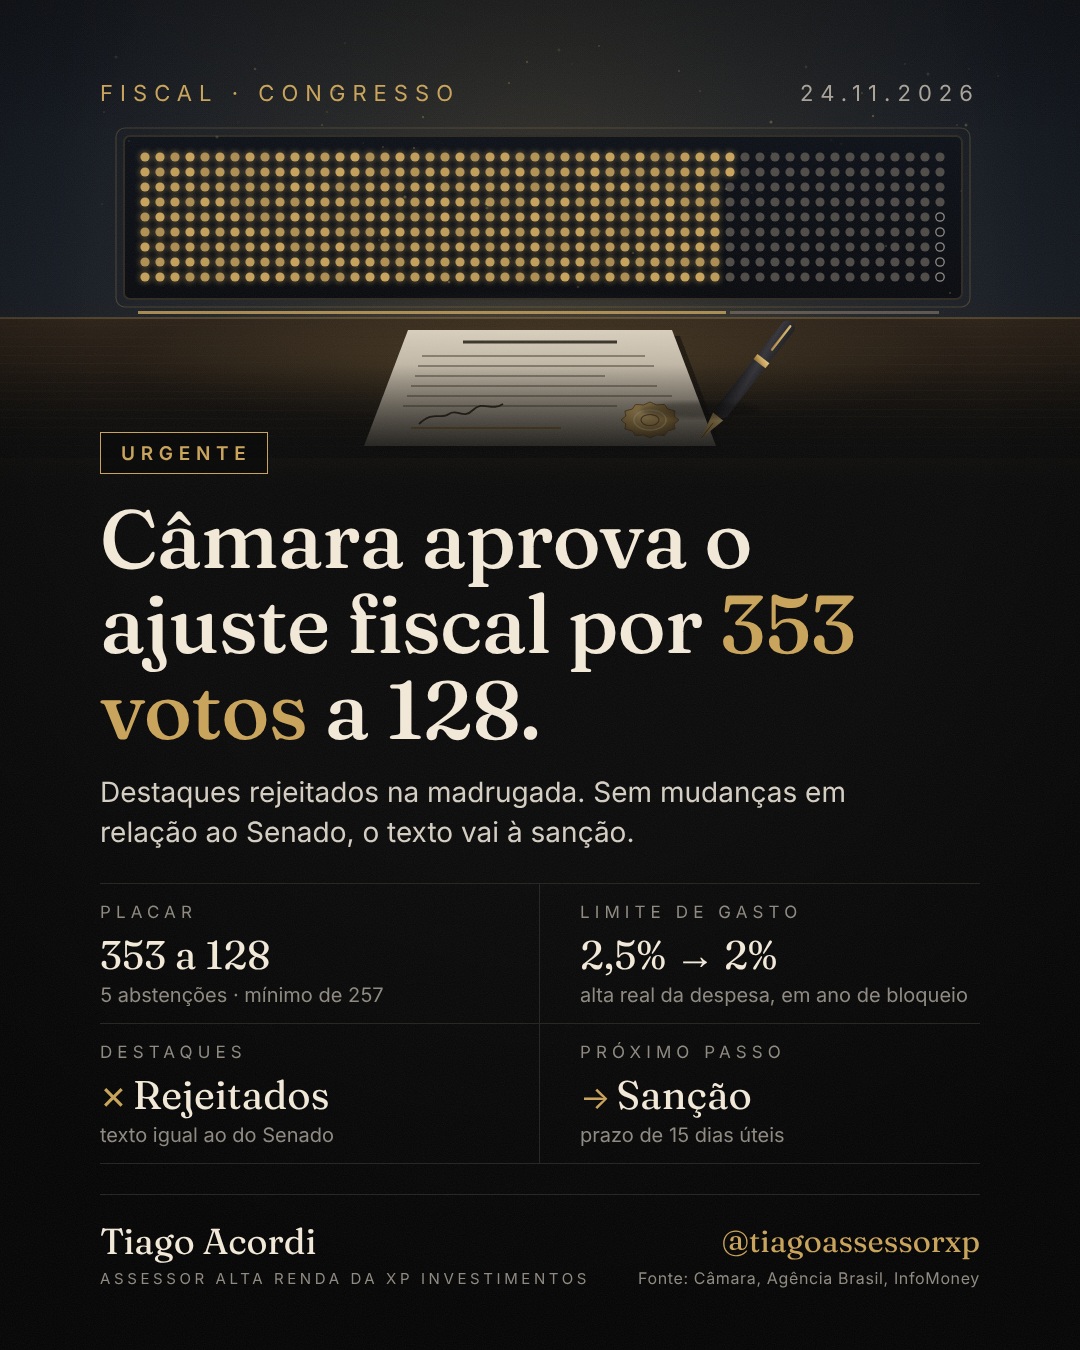 FISCAL · CONGRESSO
24.11.2026
URGENTE
Câmara aprova o
ajuste fiscal por 353
votos a 128.
Destaques rejeitados na madrugada. Sem mudanças em
relação ao Senado, o texto vai à sanção.
PLACAR
353 a 128
5 abstenções · mínimo de 257
LIMITE DE GASTO
2,5% → 2%
alta real da despesa, em ano de bloqueio
DESTAQUES
✕ Rejeitados
texto igual ao do Senado
PRÓXIMO PASSO
→ Sanção
prazo de 15 dias úteis
Tiago Acordi
ASSESSOR ALTA RENDA DA XP INVESTIMENTOS
@tiagoassessorxp
Fonte: Câmara, Agência Brasil, InfoMoney